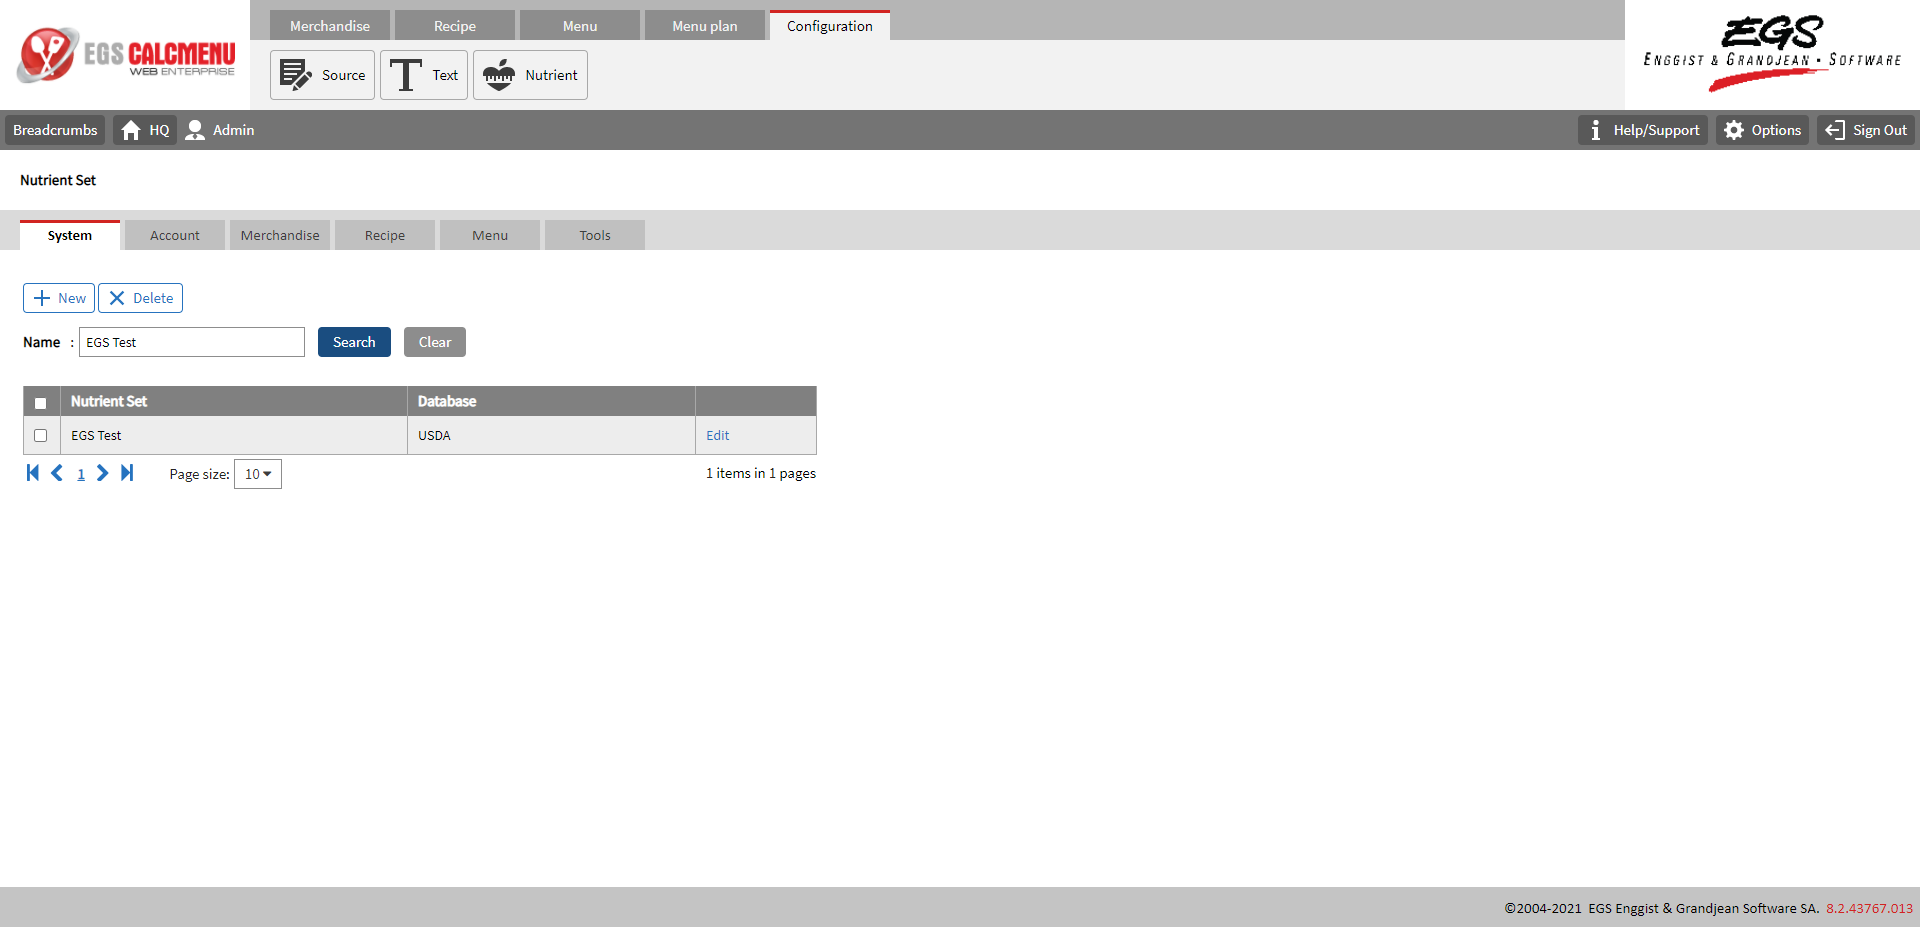 EGS CALCMENU
WEB ENTERPRISE
Merchandise Recipe Menu Menu plan Configuration
Source Text Nutrient
EGS
ENGGIST & GRANDJEAN • SOFTWARE
Breadcrumbs HQ Admin Help/Support Options Sign Out
Nutrient Set
System Account Merchandise Recipe Menu Tools
New Delete
Name : EGS Test Search Clear
Nutrient Set Database
EGS Test USDA Edit
1 Page size: 10 1 items in 1 pages
©2004-2021 EGS Enggist & Grandjean Software SA. 8.2.43767.013